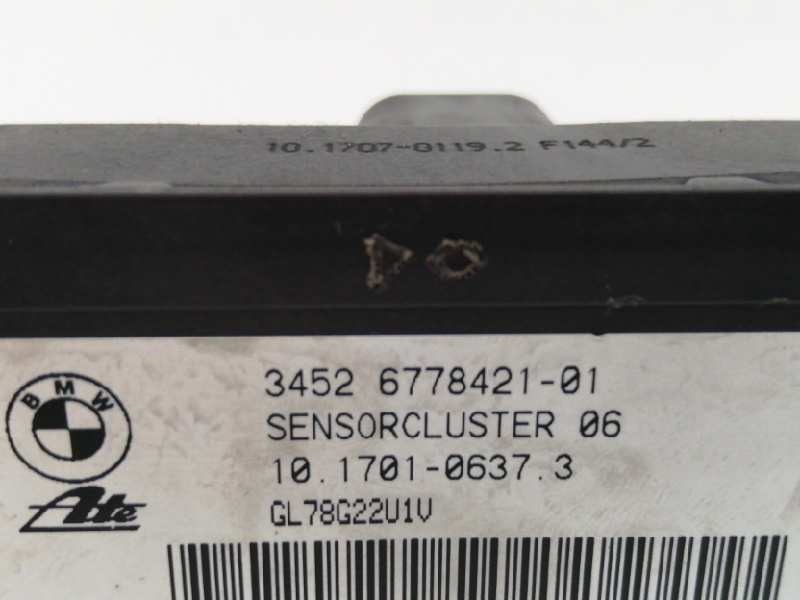 10.1707-0119.2 F144/2
BMW
3452 6778421-01
SENSORCLUSTER 06
10.1701-0637.3
Ate
GL78G22U1V